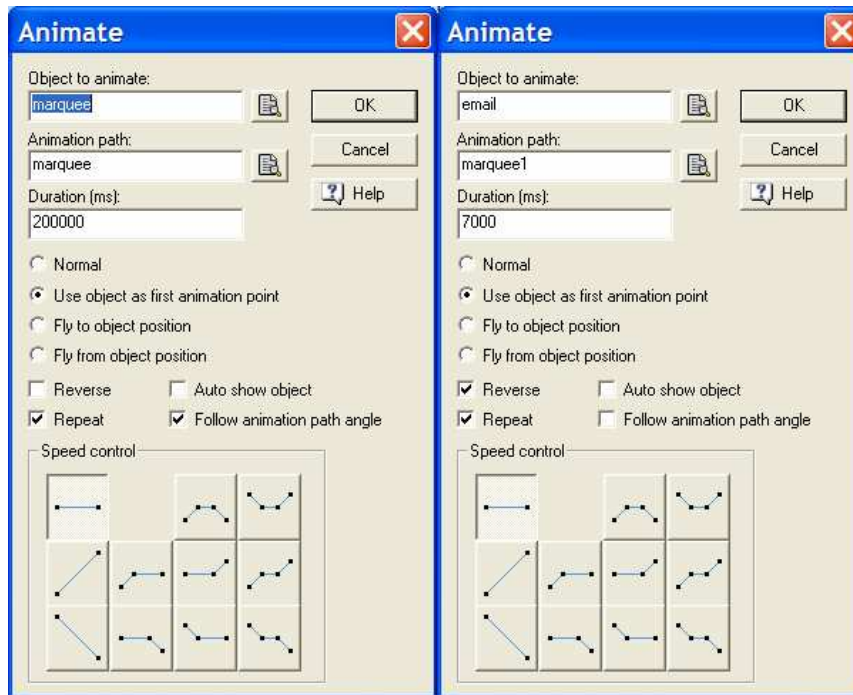 Animate
Object to animate:
marquee
OK
Animation path:
Cancel
marquee
Duration (ms):
Help
200000
Normal
Use object as first animation point
Fly to object position
Fly from object position
Reverse
Auto show object
Repeat
Follow animation path angle
Speed control
Animate
Object to animate:
email
OK
Animation path:
Cancel
marquee1
Duration (ms):
Help
7000
Normal
Use object as first animation point
Fly to object position
Fly from object position
Reverse
Auto show object
Repeat
Follow animation path angle
Speed control